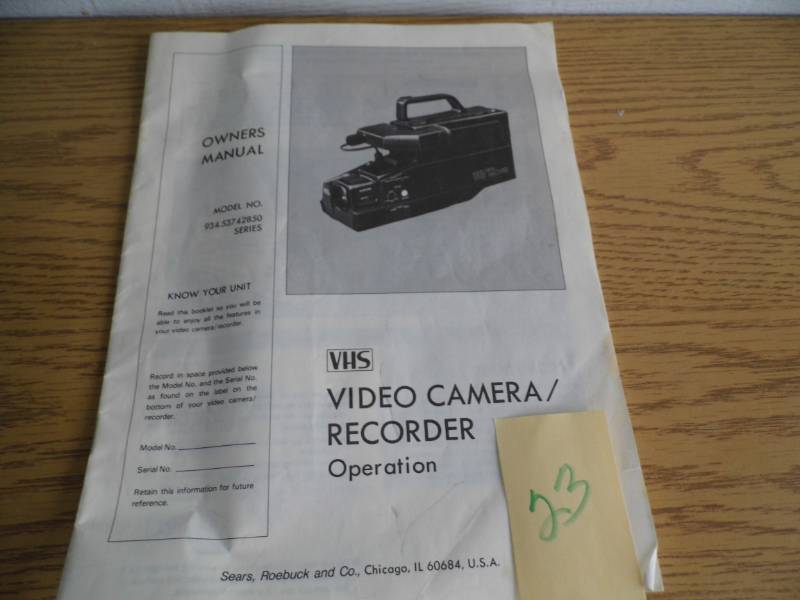 OWNERS
MANUAL
MODEL NO.
934.53742850
SERIES
KNOW YOUR UNIT
Read this booklet so you will be
able to enjoy all the features in
your video camera/recorder.
Record in space provided below
the Model No. and the Serial No.
as found on the label on the
bottom of your video camera/
recorder.
Model No.
Serial No.
Retain this information for future
reference.
VHS
VIDEO CAMERA/
RECORDER
Operation
23
Sears, Roebuck and Co., Chicago, IL 60684, U.S.A.